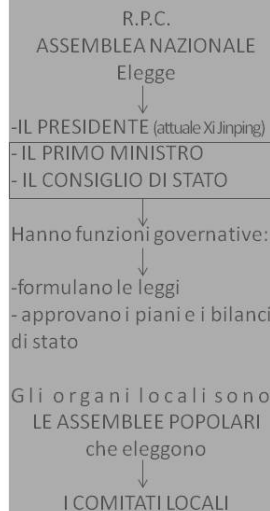 R.P.C.
ASSEMBLEA NAZIONALE
Elegge
-IL PRESIDENTE (attuale Xi Jinping)
- IL PRIMO MINISTRO
- IL CONSIGLIO DI STATO
Hanno funzioni governative:
-formulano le leggi
- approvano i piani e i bilanci
di stato
Gli organi locali sono
LE ASSEMBLEE POPOLARI
che eleggono
I COMITATI LOCALI